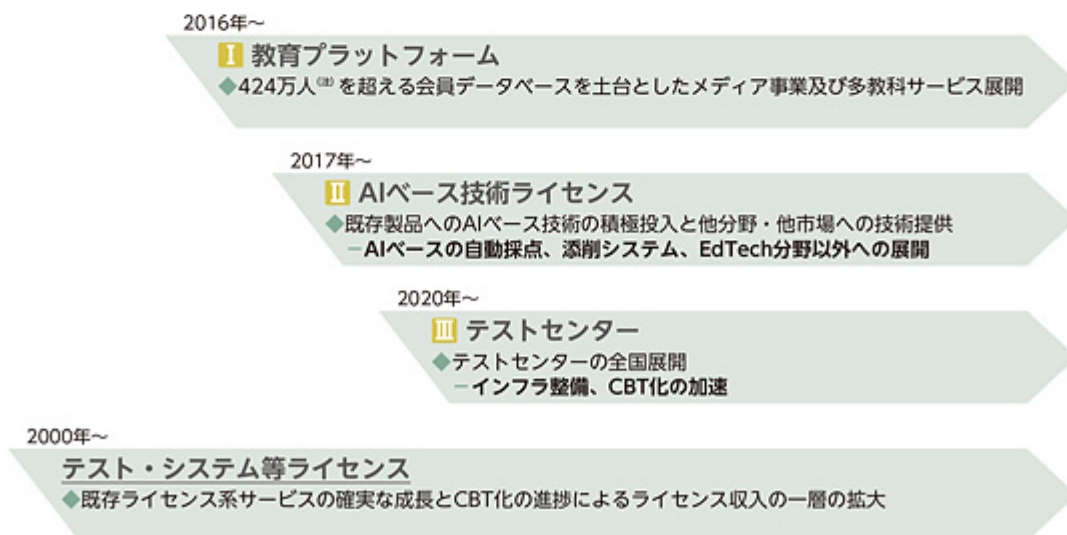 2016年～
Ⅰ 教育プラットフォーム
◆424万人(注)を超える会員データベースを土台としたメディア事業及び多教科サービス展開
2017年～
Ⅱ AIベース技術ライセンス
◆既存製品へのAIベース技術の積極投入と他分野・他市場への技術提供
－AIベースの自動採点、添削システム、EdTech分野以外への展開
2020年～
Ⅲ テストセンター
◆テストセンターの全国展開
－インフラ整備、CBT化の加速
2000年～
テスト・システム等ライセンス
◆既存ライセンス系サービスの確実な成長とCBT化の進捗によるライセンス収入の一層の拡大